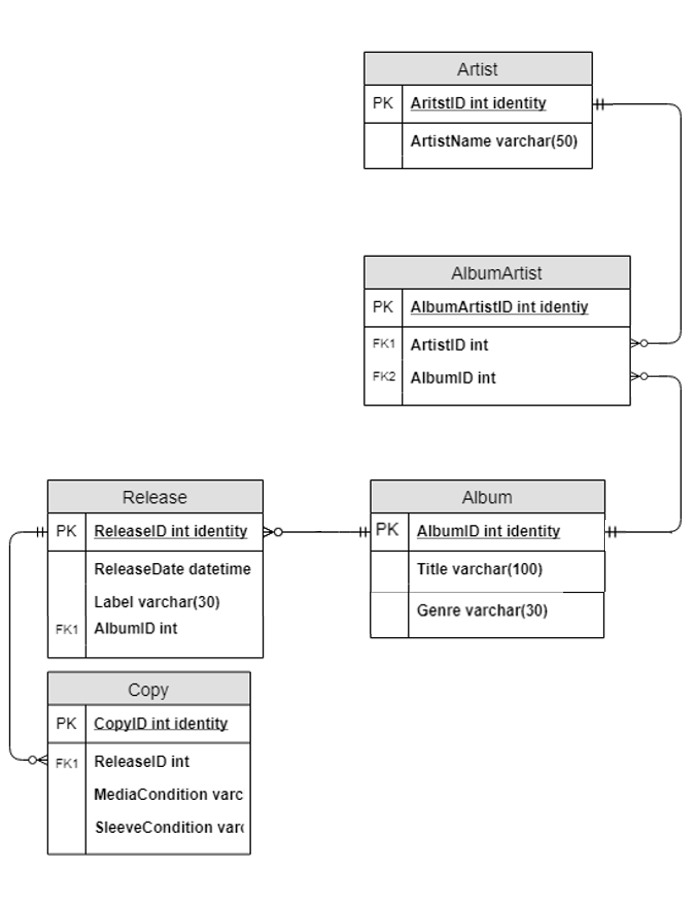 Artist
PK AritstID int identity
ArtistName varchar(50)
AlbumArtist
PK AlbumArtistID int identiy
FK1 ArtistID int
FK2 AlbumID int
Release
PK ReleaseID int identity
ReleaseDate datetime
Label varchar(30)
FK1 AlbumID int
Album
PK AlbumID int identity
Title varchar(100)
Genre varchar(30)
Copy
PK CopyID int identity
FK1 ReleaseID int
MediaCondition varc
SleeveCondition varc